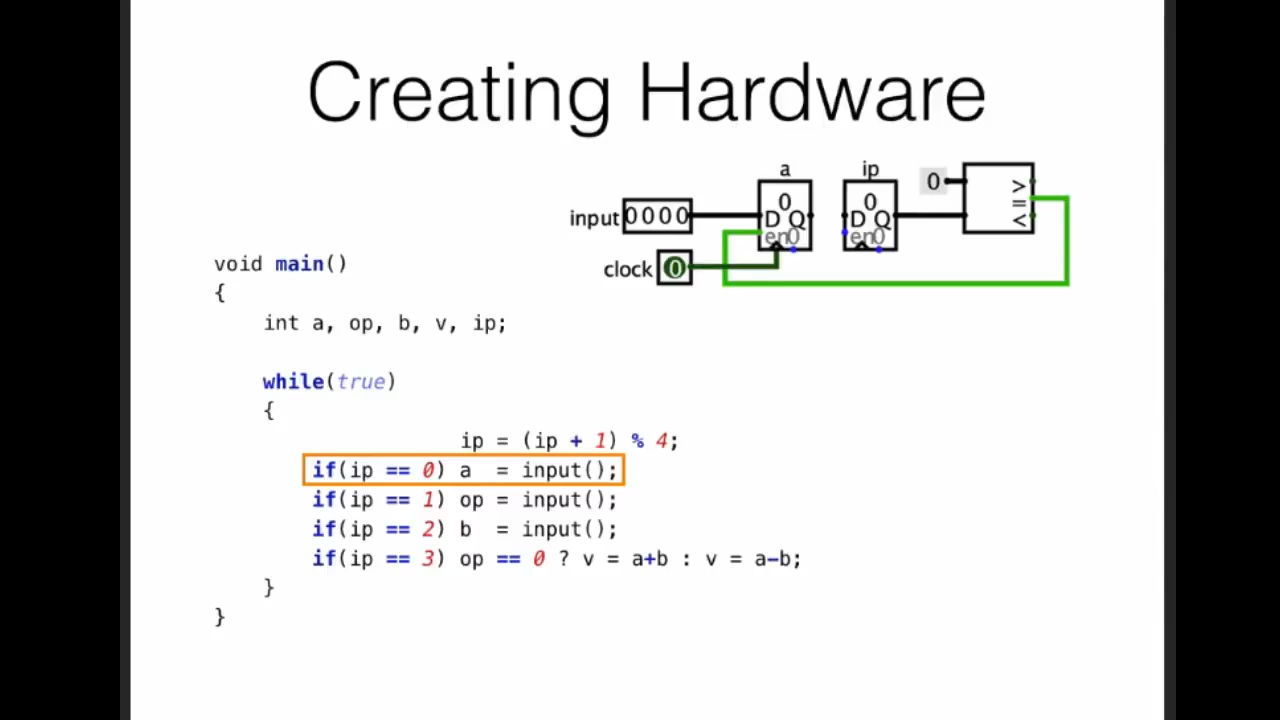 Creating Hardware
a ip
0 >
0 0 =
input 0000 D Q D Q <
en0 en0
clock 0
void main()
{
int a, op, b, v, ip;
while(true)
{
ip = (ip + 1) % 4;
if(ip == 0) a = input();
if(ip == 1) op = input();
if(ip == 2) b = input();
if(ip == 3) op == 0 ? v = a+b : v = a-b;
}
}